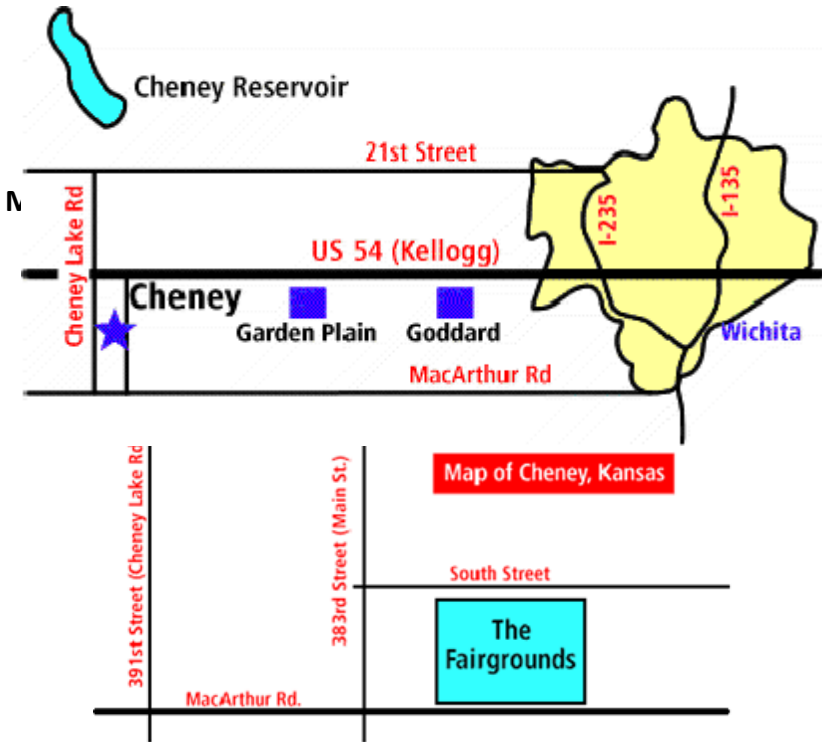 Cheney Reservoir
21st Street
M
Cheney Lake Rd
I-235
I-135
US 54 (Kellogg)
Cheney
Garden Plain
Goddard
Wichita
MacArthur Rd
391st Street (Cheney Lake Rd
383rd Street (Main St.)
Map of Cheney, Kansas
South Street
The
Fairgrounds
MacArthur Rd.